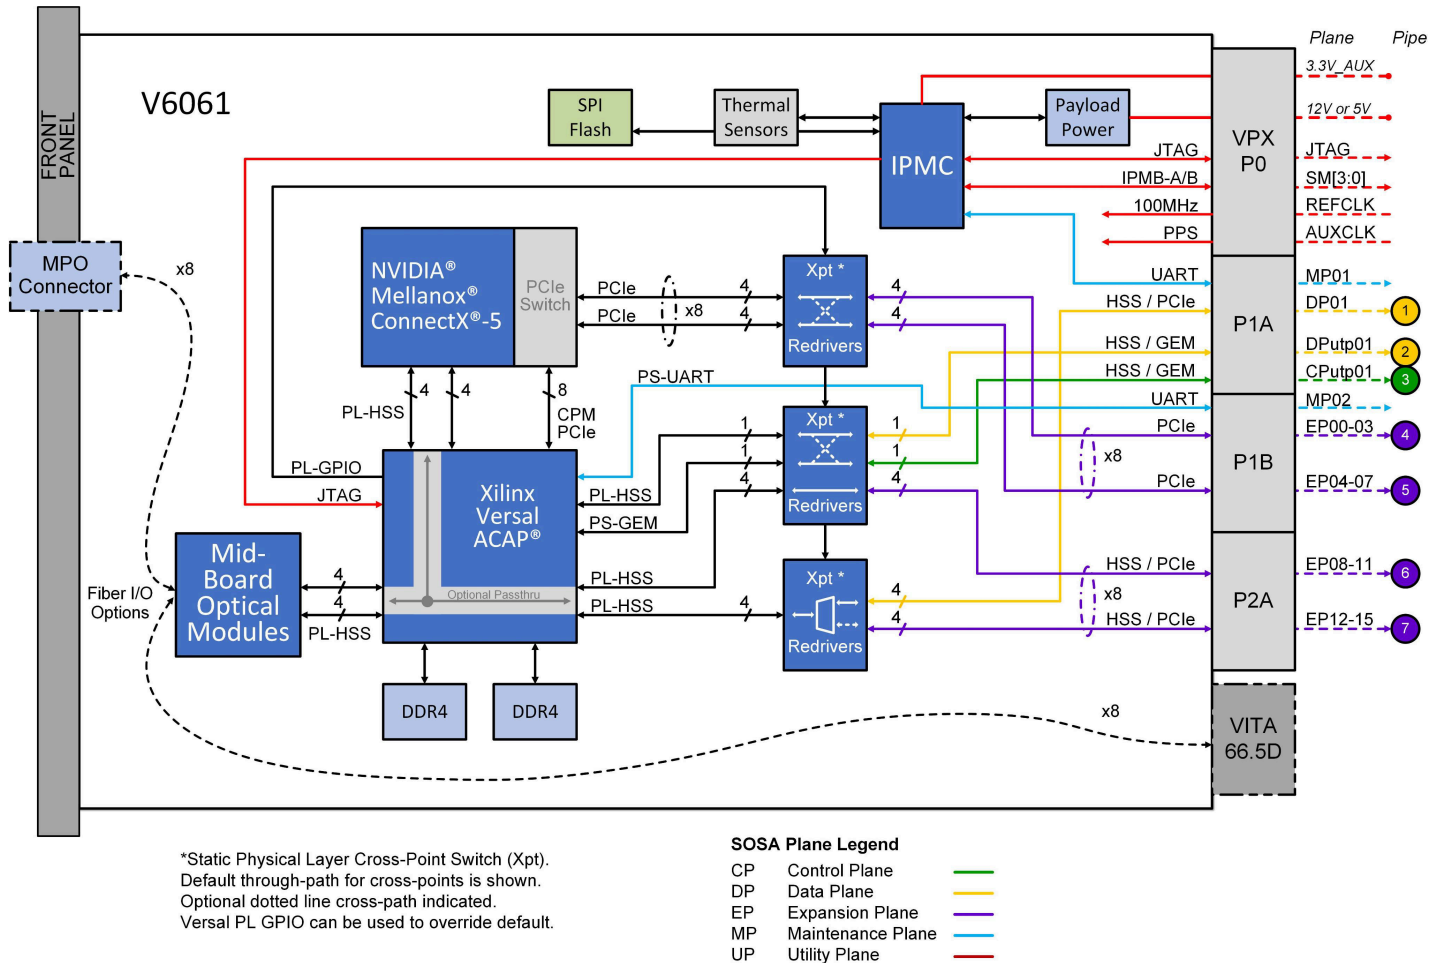 Plane Pipe
V6061
FRONT
PANEL
SPI
Flash
Thermal
Sensors
IPMC
Payload
Power
VPX
P0
3.3V_AUX
12V or 5V
JTAG
JTAG
IPMB-A/B
SM[3:0]
100MHz
REFCLK
PPS
AUXCLK
MPO
Connector
x8
NVIDIA®
Mellanox®
ConnectX®-5
PCIe
Switch
PCIe
4
PCIe
4
x8
Xpt *
Redrivers
4
4
UART
MP01
HSS / PCIe
DP01
1
P1A
HSS / GEM
DPutp01
2
HSS / GEM
CPutp01
3
4
4
8
PL-HSS
CPM
PCIe
PS-UART
UART
MP02
PCIe
EP00-03
4
x8
P1B
PCIe
EP04-07
5
PL-GPIO
JTAG
Xilinx
Versal
ACAP®
PL-HSS
PS-GEM
1
1
4
Xpt *
Redrivers
1
1
4
Mid-
Board
Optical
Modules
Fiber I/O
Options
4
4
PL-HSS
Optional Passthru
PL-HSS
PL-HSS
4
Xpt *
Redrivers
4
4
HSS / PCIe
EP08-11
6
x8
P2A
HSS / PCIe
EP12-15
7
DDR4
DDR4
x8
VITA
66.5D
*Static Physical Layer Cross-Point Switch (Xpt).
Default through-path for cross-points is shown.
Optional dotted line cross-path indicated.
Versal PL GPIO can be used to override default.
SOSA Plane Legend
CP Control Plane
DP Data Plane
EP Expansion Plane
MP Maintenance Plane
UP Utility Plane